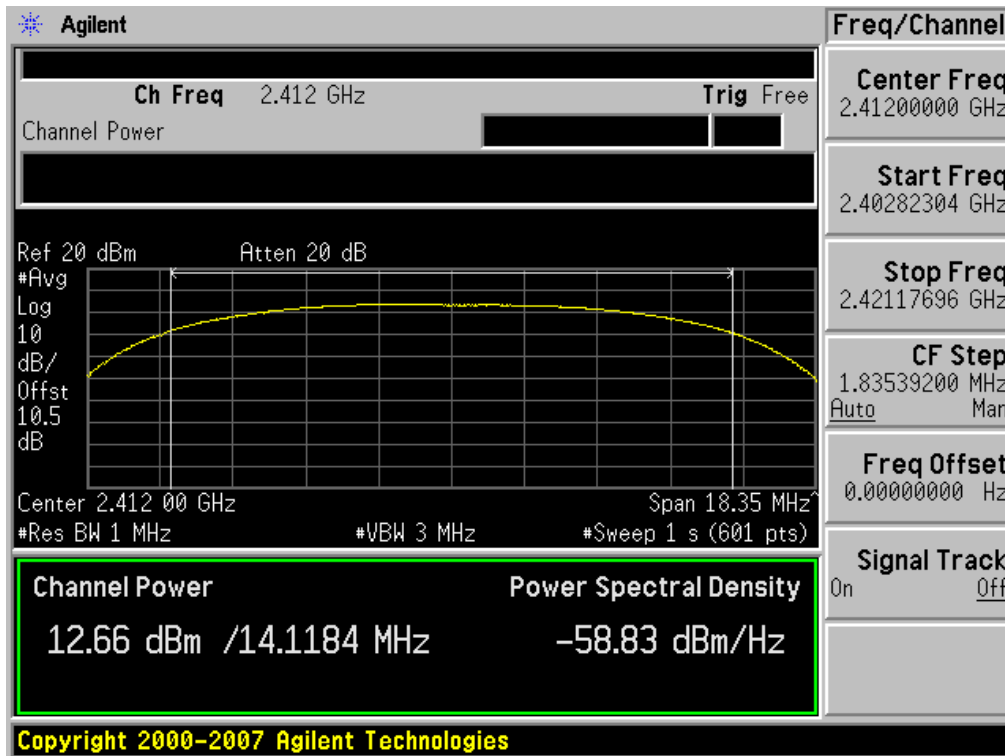 Agilent
Freq/Channel
Ch Freq 2.412 GHz Trig Free
Channel Power
Ref 20 dBm Atten 20 dB
#Avg
Log
10
dB/
Offst
10.5
dB
Center 2.412 00 GHz Span 18.35 MHz^
#Res BW 1 MHz #VBW 3 MHz #Sweep 1 s (601 pts)
Channel Power Power Spectral Density
12.66 dBm /14.1184 MHz -58.83 dBm/Hz
Center Freq
2.41200000 GHz
Start Freq
2.40282304 GHz
Stop Freq
2.42117696 GHz
CF Step
1.83539200 MHz
Auto Man
Freq Offset
0.00000000 Hz
Signal Track
On Off
Copyright 2000-2007 Agilent Technologies